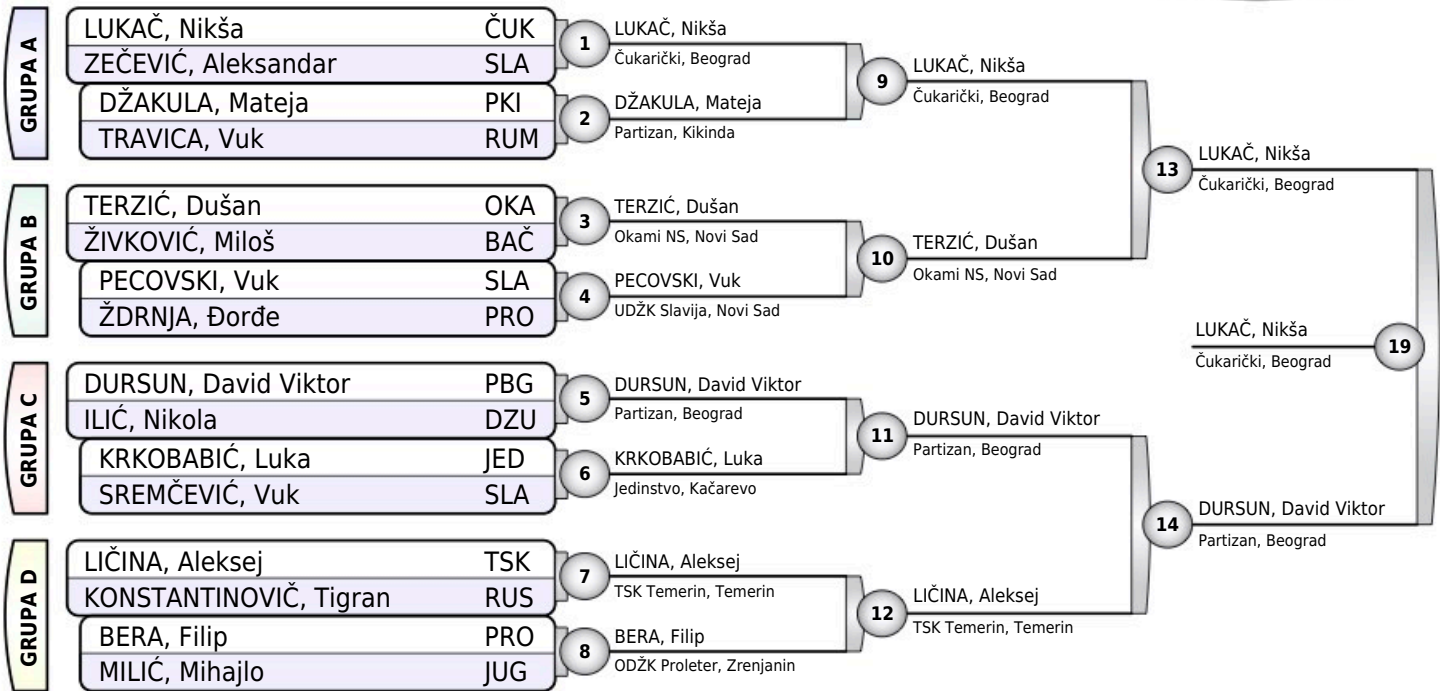 GRUPA A
LUKAČ, Nikša ČUK
ZEČEVIĆ, Aleksandar SLA
DŽAKULA, Mateja PKI
TRAVICA, Vuk RUM
GRUPA B
TERZIĆ, Dušan OKA
ŽIVKOVIĆ, Miloš BAČ
PECOVSKI, Vuk SLA
ŽDRNJA, Đorđe PRO
GRUPA C
DURSUN, David Viktor PBG
ILIĆ, Nikola DZU
KRKOBABIĆ, Luka JED
SREMČEVIĆ, Vuk SLA
GRUPA D
LIČINA, Aleksej TSK
KONSTANTINOVIČ, Tigran RUS
BERA, Filip PRO
MILIĆ, Mihajlo JUG
1
LUKAČ, Nikša
Čukarički, Beograd
2
DŽAKULA, Mateja
Partizan, Kikinda
3
TERZIĆ, Dušan
Okami NS, Novi Sad
4
PECOVSKI, Vuk
UDŽK Slavija, Novi Sad
5
DURSUN, David Viktor
Partizan, Beograd
6
KRKOBABIĆ, Luka
Jedinstvo, Kačarevo
7
LIČINA, Aleksej
TSK Temerin, Temerin
8
BERA, Filip
ODŽK Proleter, Zrenjanin
9
LUKAČ, Nikša
Čukarički, Beograd
10
TERZIĆ, Dušan
Okami NS, Novi Sad
11
DURSUN, David Viktor
Partizan, Beograd
12
LIČINA, Aleksej
TSK Temerin, Temerin
13
LUKAČ, Nikša
Čukarički, Beograd
14
DURSUN, David Viktor
Partizan, Beograd
LUKAČ, Nikša
Čukarički, Beograd
19